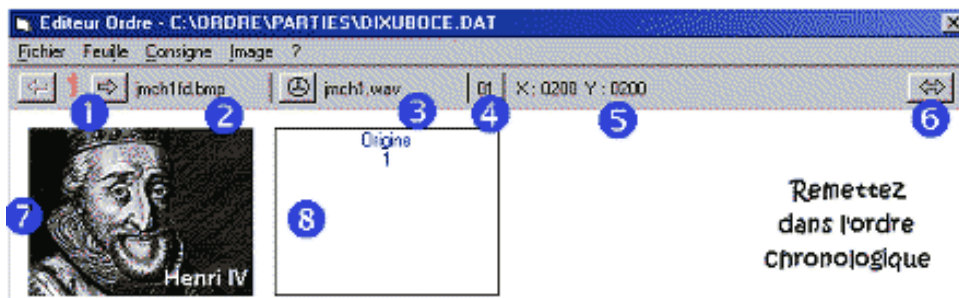 Editeur Ordre - C:\ORDRE\PARTIES\DIXUBOCE.DAT
Fichier Feuille Consigne Image ?
1 jmch1fd.bmp jmch1.wav 01 X : 0200 Y : 0200
1 2 3 4 5 6
Origine
1
7 8
Henri IV
Remettez
dans l'ordre
Chronologique